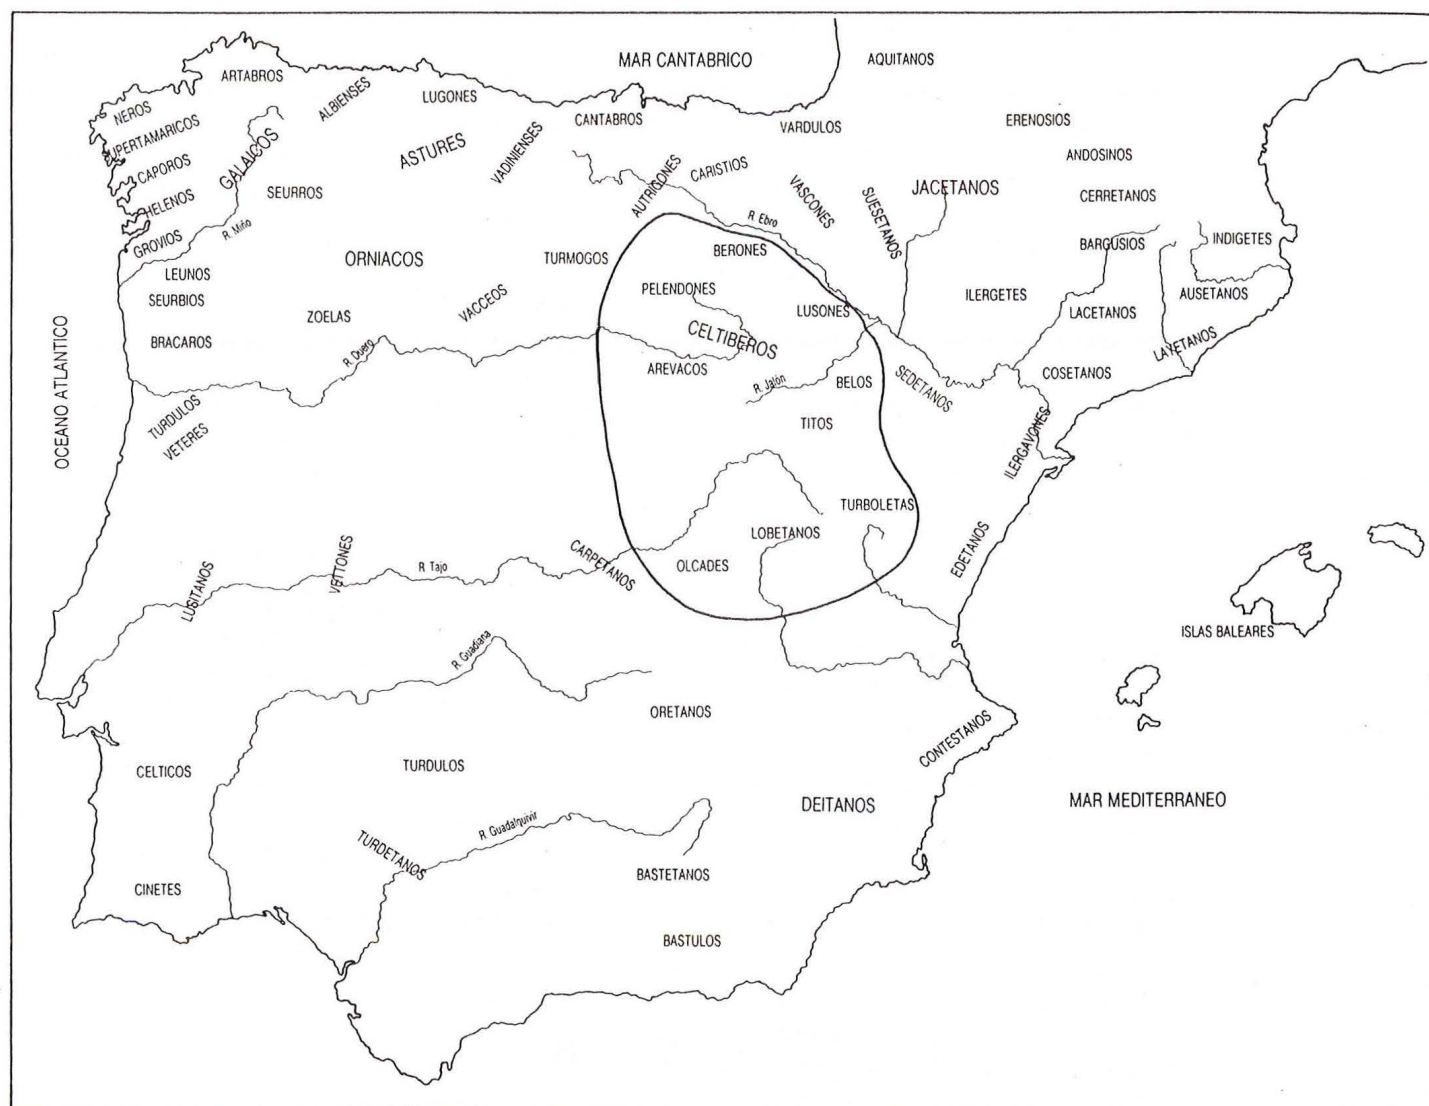 MAR CANTABRICO
AQUITANOS
ARTABROS
ALBIENSES
LUGONES
NEROS
CANTABROS
VARDULOS
ERENOSIOS
SUPERTAMARICOS
GALAICOS
ASTURES
VADINIENSES
ANDOSINOS
CAPOROS
AUTRIGONES
CARISTIOS
VASCONES
SUESETANOS
JACETANOS
CERRETANOS
SEURROS
HELENOS
R. Ebro
GROVIOS
R. Miño
BERONES
BARGUSIOS
INDIGETES
LEUNOS
ORNIACOS
TURMOGOS
SEURBIOS
PELENDONES
ILERGETES
AUSETANOS
ZOELAS
VACCEOS
LUSONES
LACETANOS
BRACAROS
CELTIBEROS
LAYETANOS
R. Duero
AREVACOS
R. Jalón
BELOS
SEDETANOS
COSETANOS
OCEANO ATLANTICO
TURDULOS
VETERES
TITOS
ILERGAVONES
TURBOLETAS
LOBETANOS
EDETANOS
CARPETANOS
OLCADES
VETTONES
R. Tajo
LUSITANOS
ISLAS BALEARES
R. Guadiana
ORETANOS
CONTESTANOS
CELTICOS
TURDULOS
DEITANOS
MAR MEDITERRANEO
R. Guadalquivir
TURDETANOS
BASTETANOS
CINETES
BASTULOS